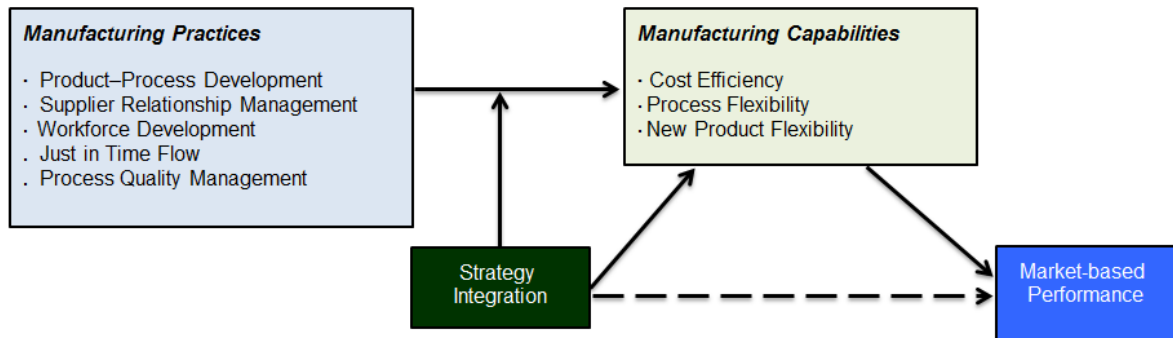 Manufacturing Practices
· Product–Process Development
· Supplier Relationship Management
· Workforce Development
. Just in Time Flow
. Process Quality Management
Manufacturing Capabilities
· Cost Efficiency
· Process Flexibility
· New Product Flexibility
Strategy
Integration
Market-based
Performance